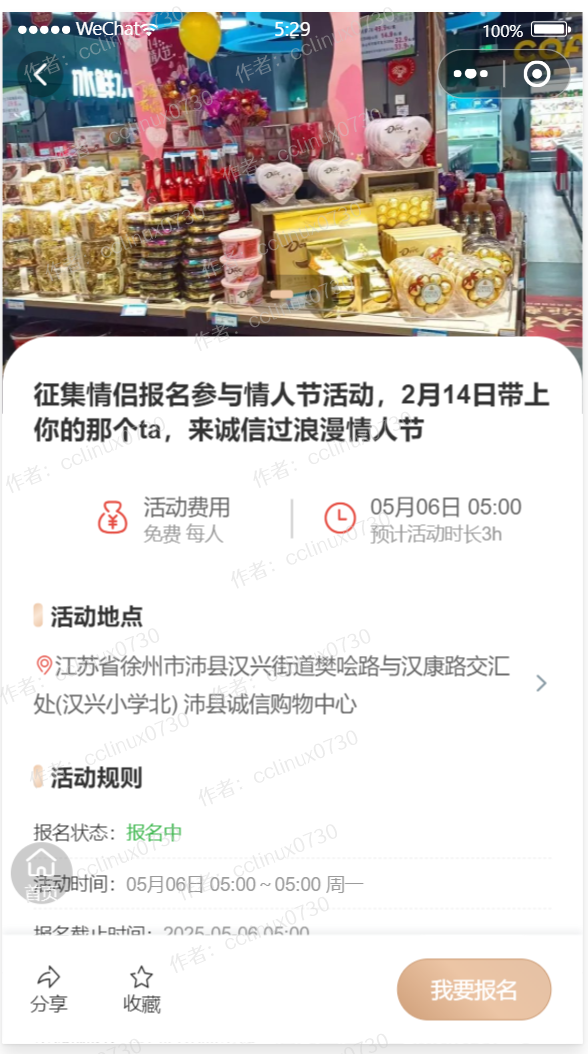 WeChat
5:29
100%
征集情侣报名参与情人节活动，2月14日带上
你的那个ta，来诚信过浪漫情人节
活动费用
免费 每人
05月06日 05:00
预计活动时长3h
活动地点
江苏省徐州市沛县汉兴街道樊哙路与汉康路交汇
处(汉兴小学北) 沛县诚信购物中心
活动规则
报名状态：报名中
活动时间：05月06日 05:00～05:00 周一
报名截止时间：2025-05-06 05:00
首页
分享
收藏
我要报名
作者：cclinux0730